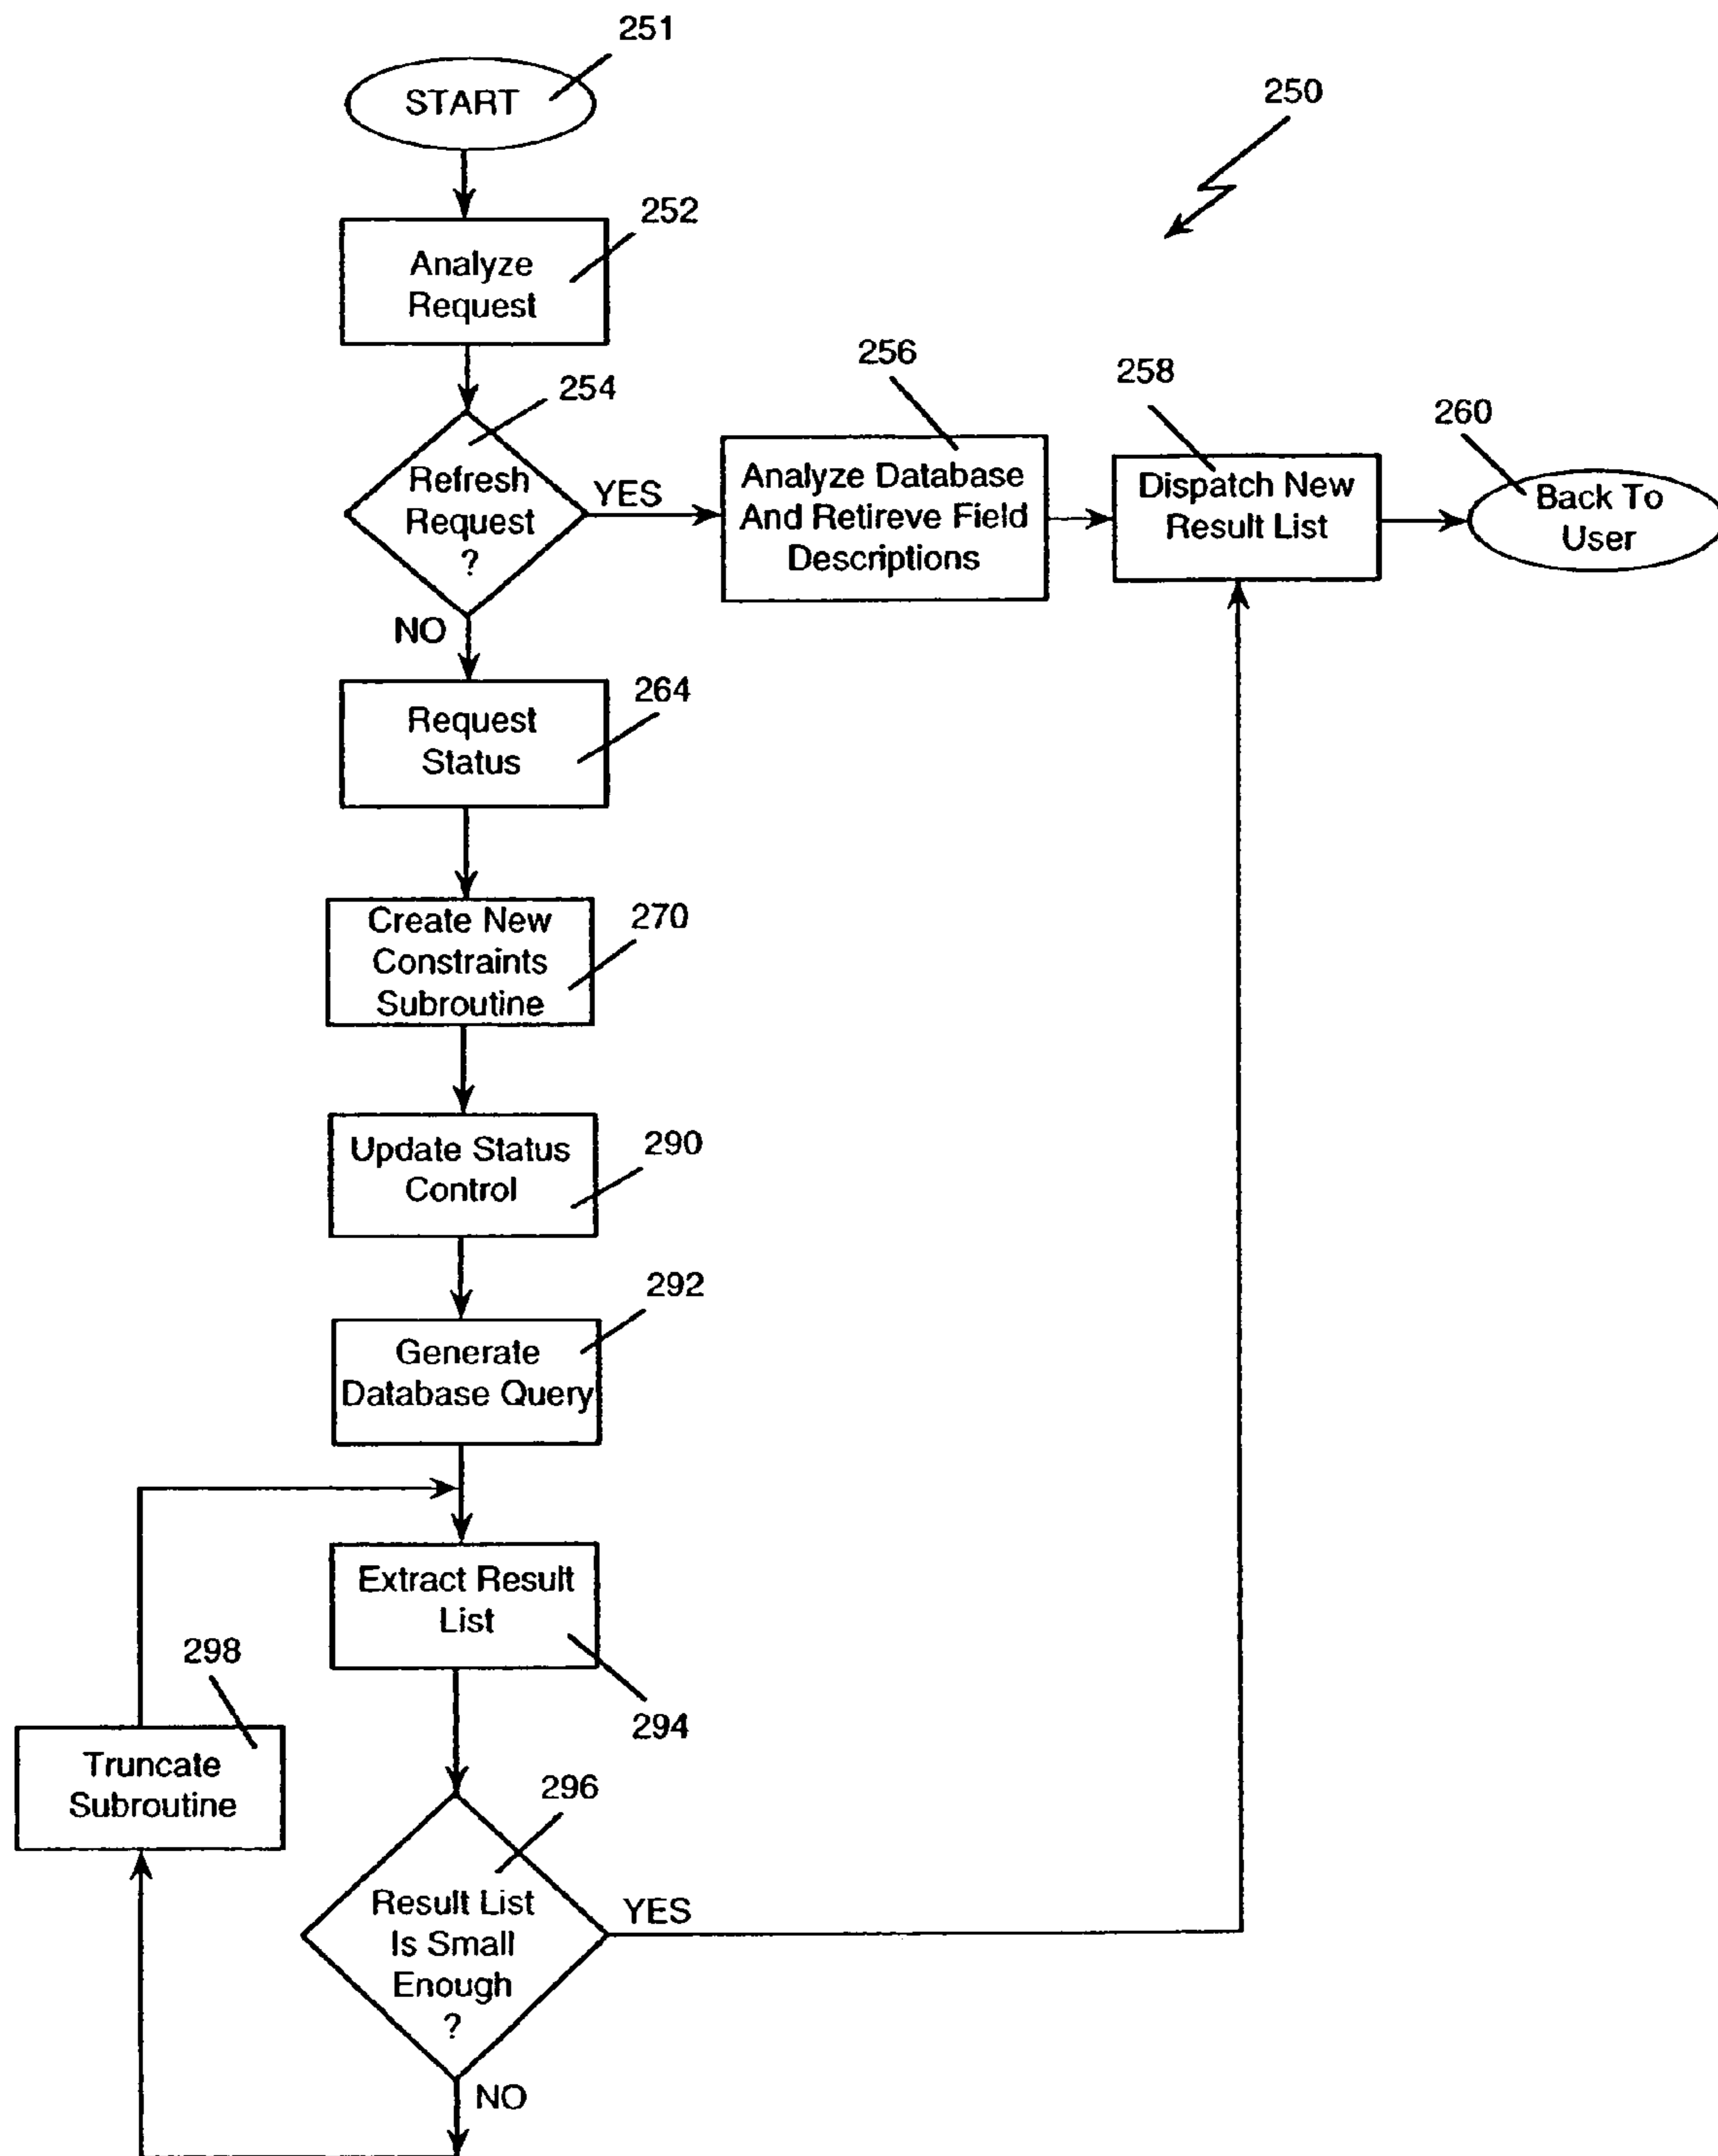 251
START
250
252
Analyze
Request
254
Refresh
Request
?
YES
NO
256
Analyze Database
And Retireve Field
Descriptions
258
Dispatch New
Result List
260
Back To
User
264
Request
Status
270
Create New
Constraints
Subroutine
290
Update Status
Control
292
Generate
Database Query
294
Extract Result
List
298
Truncate
Subroutine
296
Result List
Is Small
Enough
?
YES
NO